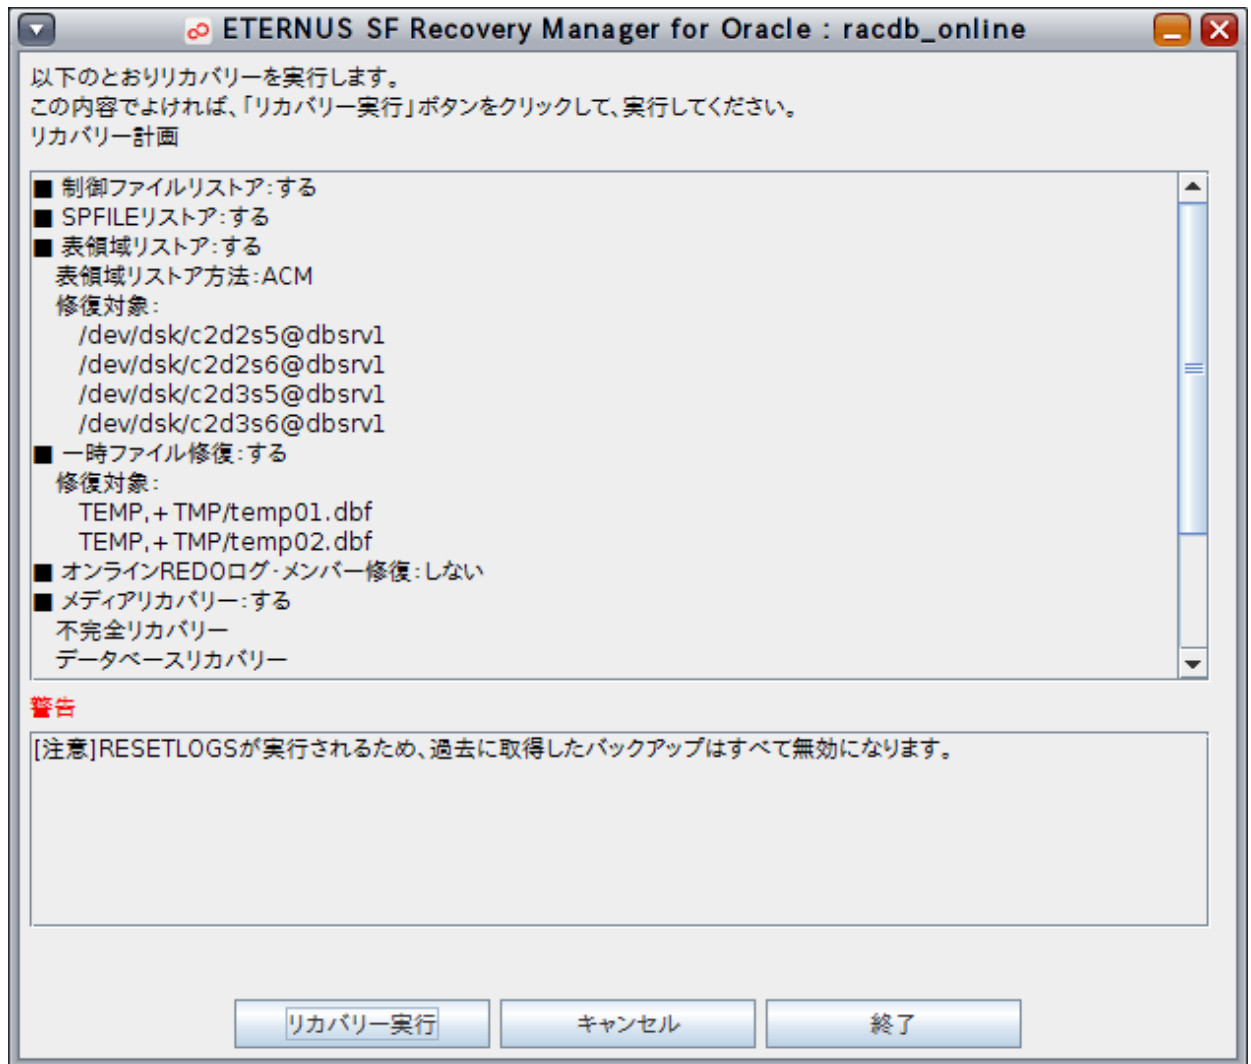 ETERNUS SF Recovery Manager for Oracle : racdb_online
以下のとおりリカバリーを実行します。
この内容でよければ、「リカバリー実行」ボタンをクリックして、実行してください。
リカバリー計画
■ 制御ファイルリストア:する
■ SPFILEリストア:する
■ 表領域リストア:する
表領域リストア方法:ACM
修復対象:
/dev/dsk/c2d2s5@dbsrv1
/dev/dsk/c2d2s6@dbsrv1
/dev/dsk/c2d3s5@dbsrv1
/dev/dsk/c2d3s6@dbsrv1
■ 一時ファイル修復:する
修復対象:
TEMP,+TMP/temp01.dbf
TEMP,+TMP/temp02.dbf
■ オンラインREDOログ・メンバー修復:しない
■ メディアリカバリー:する
不完全リカバリー
データベースリカバリー
警告
[注意]RESETLOGSが実行されるため、過去に取得したバックアップはすべて無効になります。
リカバリー実行 キャンセル 終了